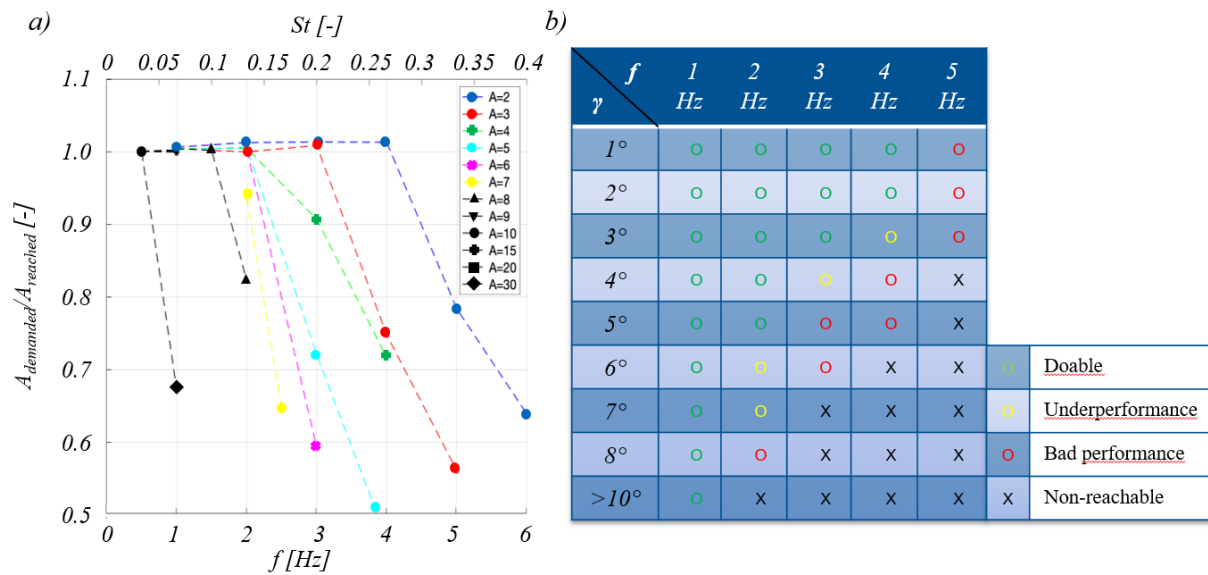 a)
St [-]
0 0.05 0.1 0.15 0.2 0.25 0.3 0.35 0.4
1.1
1.0
0.9
0.8
0.7
0.6
0.5
A demanded/A reached [-]
0 1 2 3 4 5 6
f [Hz]
A=2
A=3
A=4
A=5
A=6
A=7
A=8
A=9
A=10
A=15
A=20
A=30
b)
f 1 2 3 4 5
γ Hz Hz Hz Hz Hz
1° O O O O O
2° O O O O O
3° O O O O O
4° O O O O X
5° O O O O X
6° O O O X X
7° O O X X X
8° O O X X X
>10° O X X X X
O Doable
O Underperformance
O Bad performance
X Non-reachable